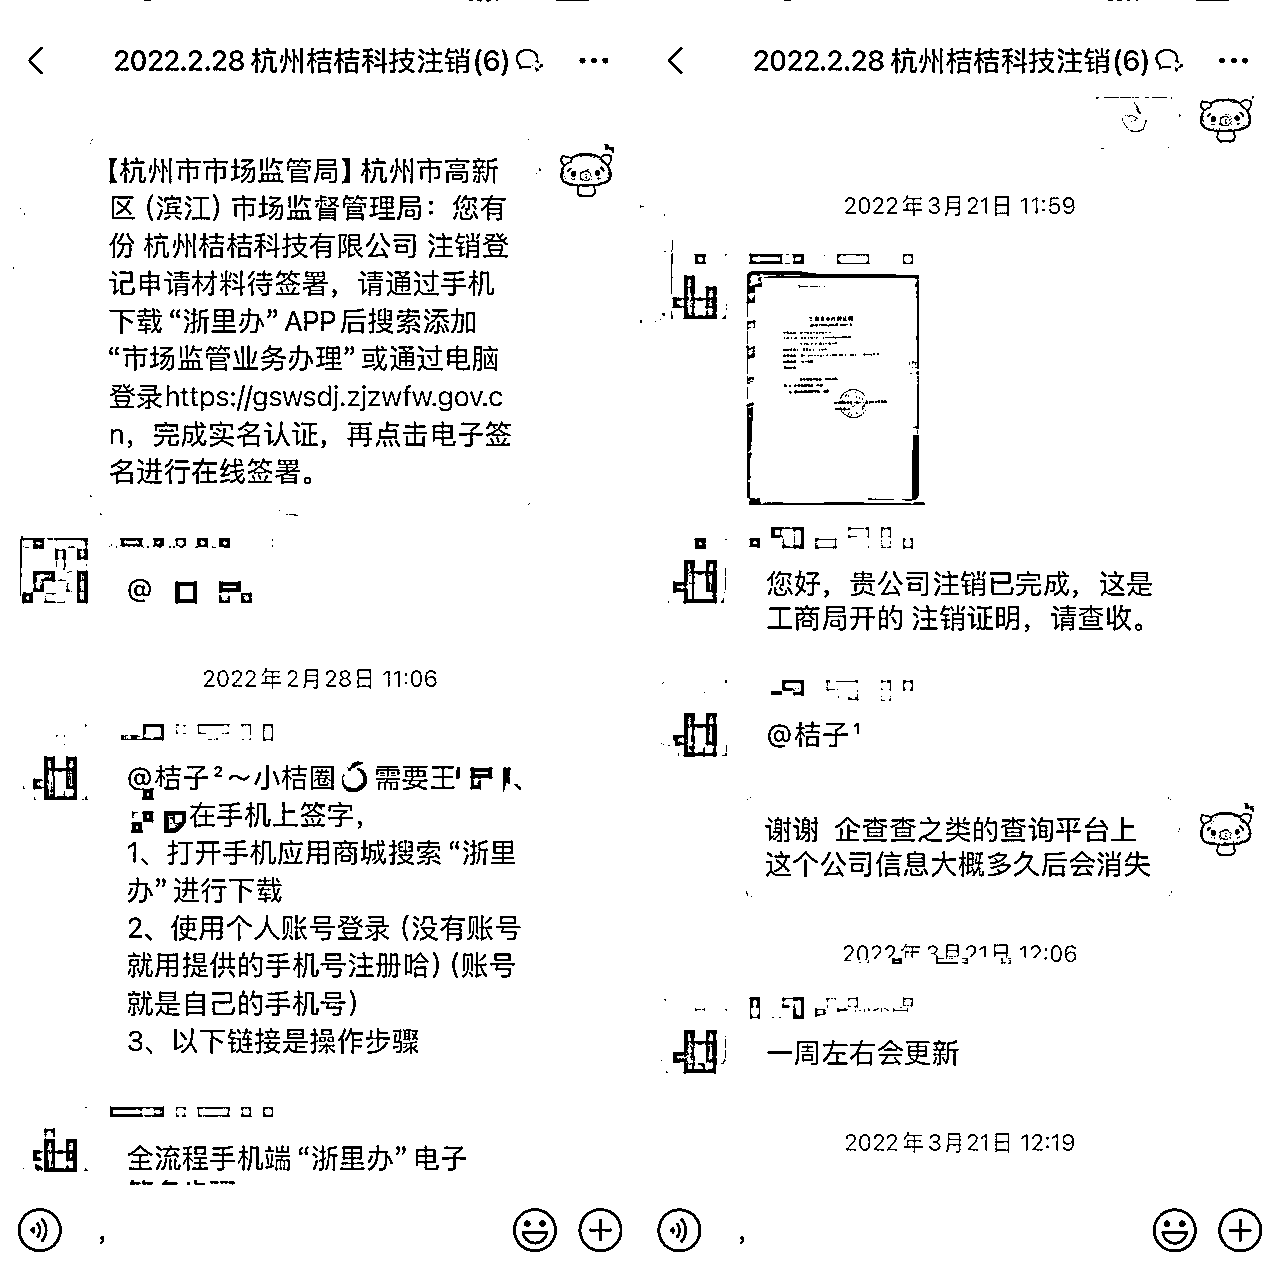 2022.2.28 杭州桔桔科技注销(6)
【杭州市市场监管局】杭州市高新
区（滨江）市场监督管理局：您有
份 杭州桔桔科技有限公司 注销登
记申请材料待签署，请通过手机
下载“浙里办”APP后搜索添加
“市场监管业务办理”或通过电脑
登录https://gswsdj.zjzwfw.gov.c
n，完成实名认证，再点击电子签
名进行在线签署。
@
2022年2月28日 11:06
@桔子²～小桔圈 需要王、
在手机上签字，
1、打开手机应用商城搜索“浙里
办”进行下载
2、使用个人账号登录（没有账号
就用提供的手机号注册哈）（账号
就是自己的手机号）
3、以下链接是操作步骤
全流程手机端“浙里办”电子
2022.2.28 杭州桔桔科技注销(6)
2022年3月21日 11:59
您好，贵公司注销已完成，这是
工商局开的 注销证明，请查收。
@桔子¹
谢谢 企查查之类的查询平台上
这个公司信息大概多久后会消失
2022年3月21日 12:06
一周左右会更新
2022年3月21日 12:19